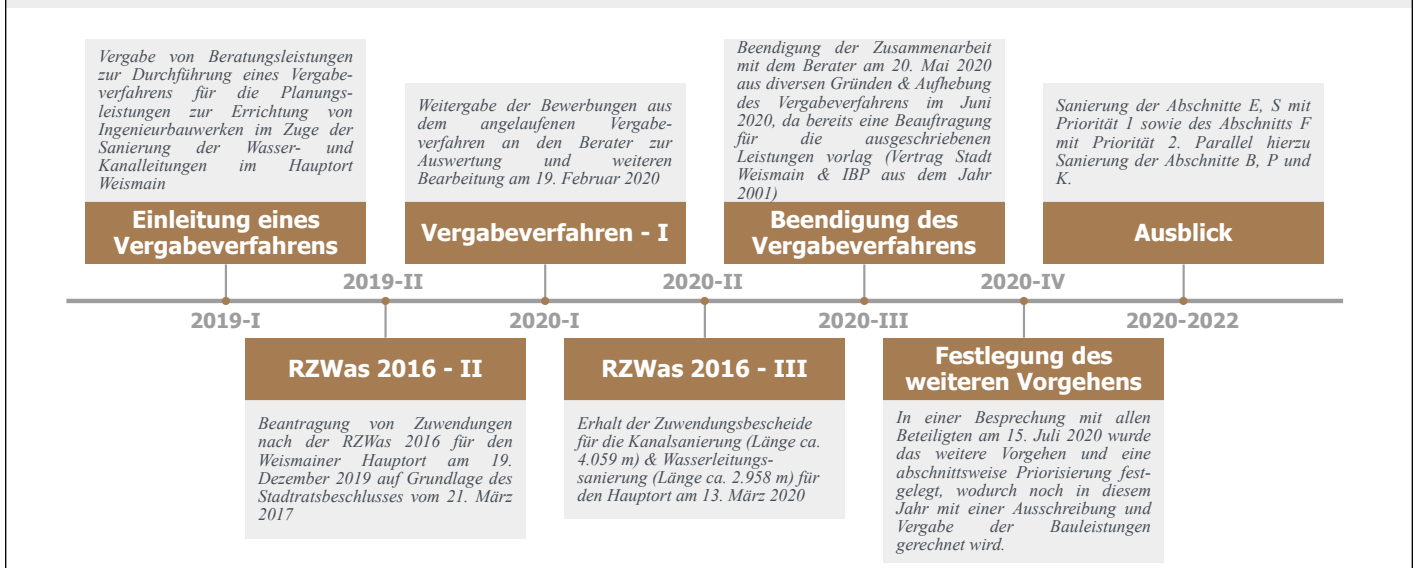 Vergabe von Beratungsleistungen
zur Durchführung eines Vergabe-
verfahrens für die Planungs-
leistungen zur Errichtung von
Ingenieurbauwerken im Zuge der
Sanierung der Wasser- und
Kanalleitungen im Hauptort
Weismain
Einleitung eines
Vergabeverfahrens
Weitergabe der Bewerbungen aus
dem angelaufenen Vergabe-
verfahren an den Berater zur
Auswertung und weiteren
Bearbeitung am 19. Februar 2020
Vergabeverfahren - I
Beendigung der Zusammenarbeit
mit dem Berater am 20. Mai 2020
aus diversen Gründen & Aufhebung
des Vergabeverfahrens im Juni
2020, da bereits eine Beauftragung
für die ausgeschriebenen
Leistungen vorlag (Vertrag Stadt
Weismain & IBP aus dem Jahr
2001)
Beendigung des
Vergabeverfahrens
Sanierung der Abschnitte E, S mit
Priorität 1 sowie des Abschnitts F
mit Priorität 2. Parallel hierzu
Sanierung der Abschnitte B, P und
K.
Ausblick
2019-II
2020-II
2020-IV
2019-I
2020-I
2020-III
2020-2022
RZWas 2016 - II
Beantragung von Zuwendungen
nach der RZWas 2016 für den
Weismainer Hauptort am 19.
Dezember 2019 auf Grundlage des
Stadtratsbeschlusses vom 21. März
2017
RZWas 2016 - III
Erhalt der Zuwendungsbescheide
für die Kanalsanierung (Länge ca.
4.059 m) & Wasserleitungs-
sanierung (Länge ca. 2.958 m) für
den Hauptort am 13. März 2020
Festlegung des
weiteren Vorgehens
In einer Besprechung mit allen
Beteiligten am 15. Juli 2020 wurde
das weitere Vorgehen und eine
abschnittsweise Priorisierung fest-
gelegt, wodurch noch in diesem
Jahr mit einer Ausschreibung und
Vergabe der Bauleistungen
gerechnet wird.